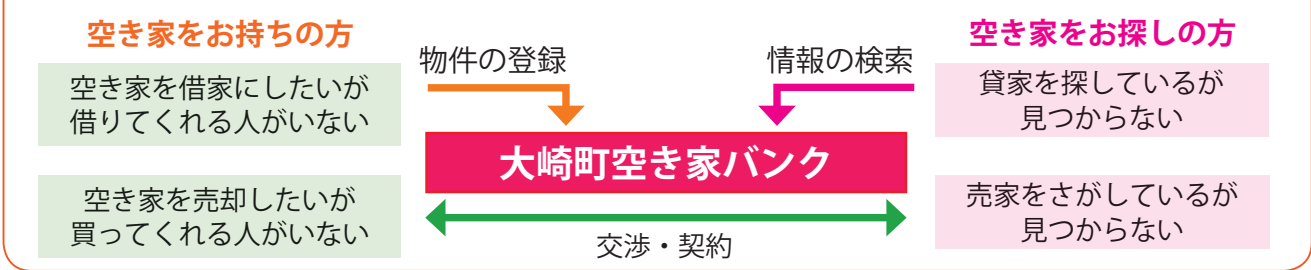 空き家をお持ちの方
空き家を借家にしたいが
借りてくれる人がいない
空き家を売却したいが
買ってくれる人がいない
物件の登録
情報の検索
大崎町空き家バンク
交渉・契約
空き家をお探しの方
貸家を探しているが
見つからない
売家をさがしているが
見つからない